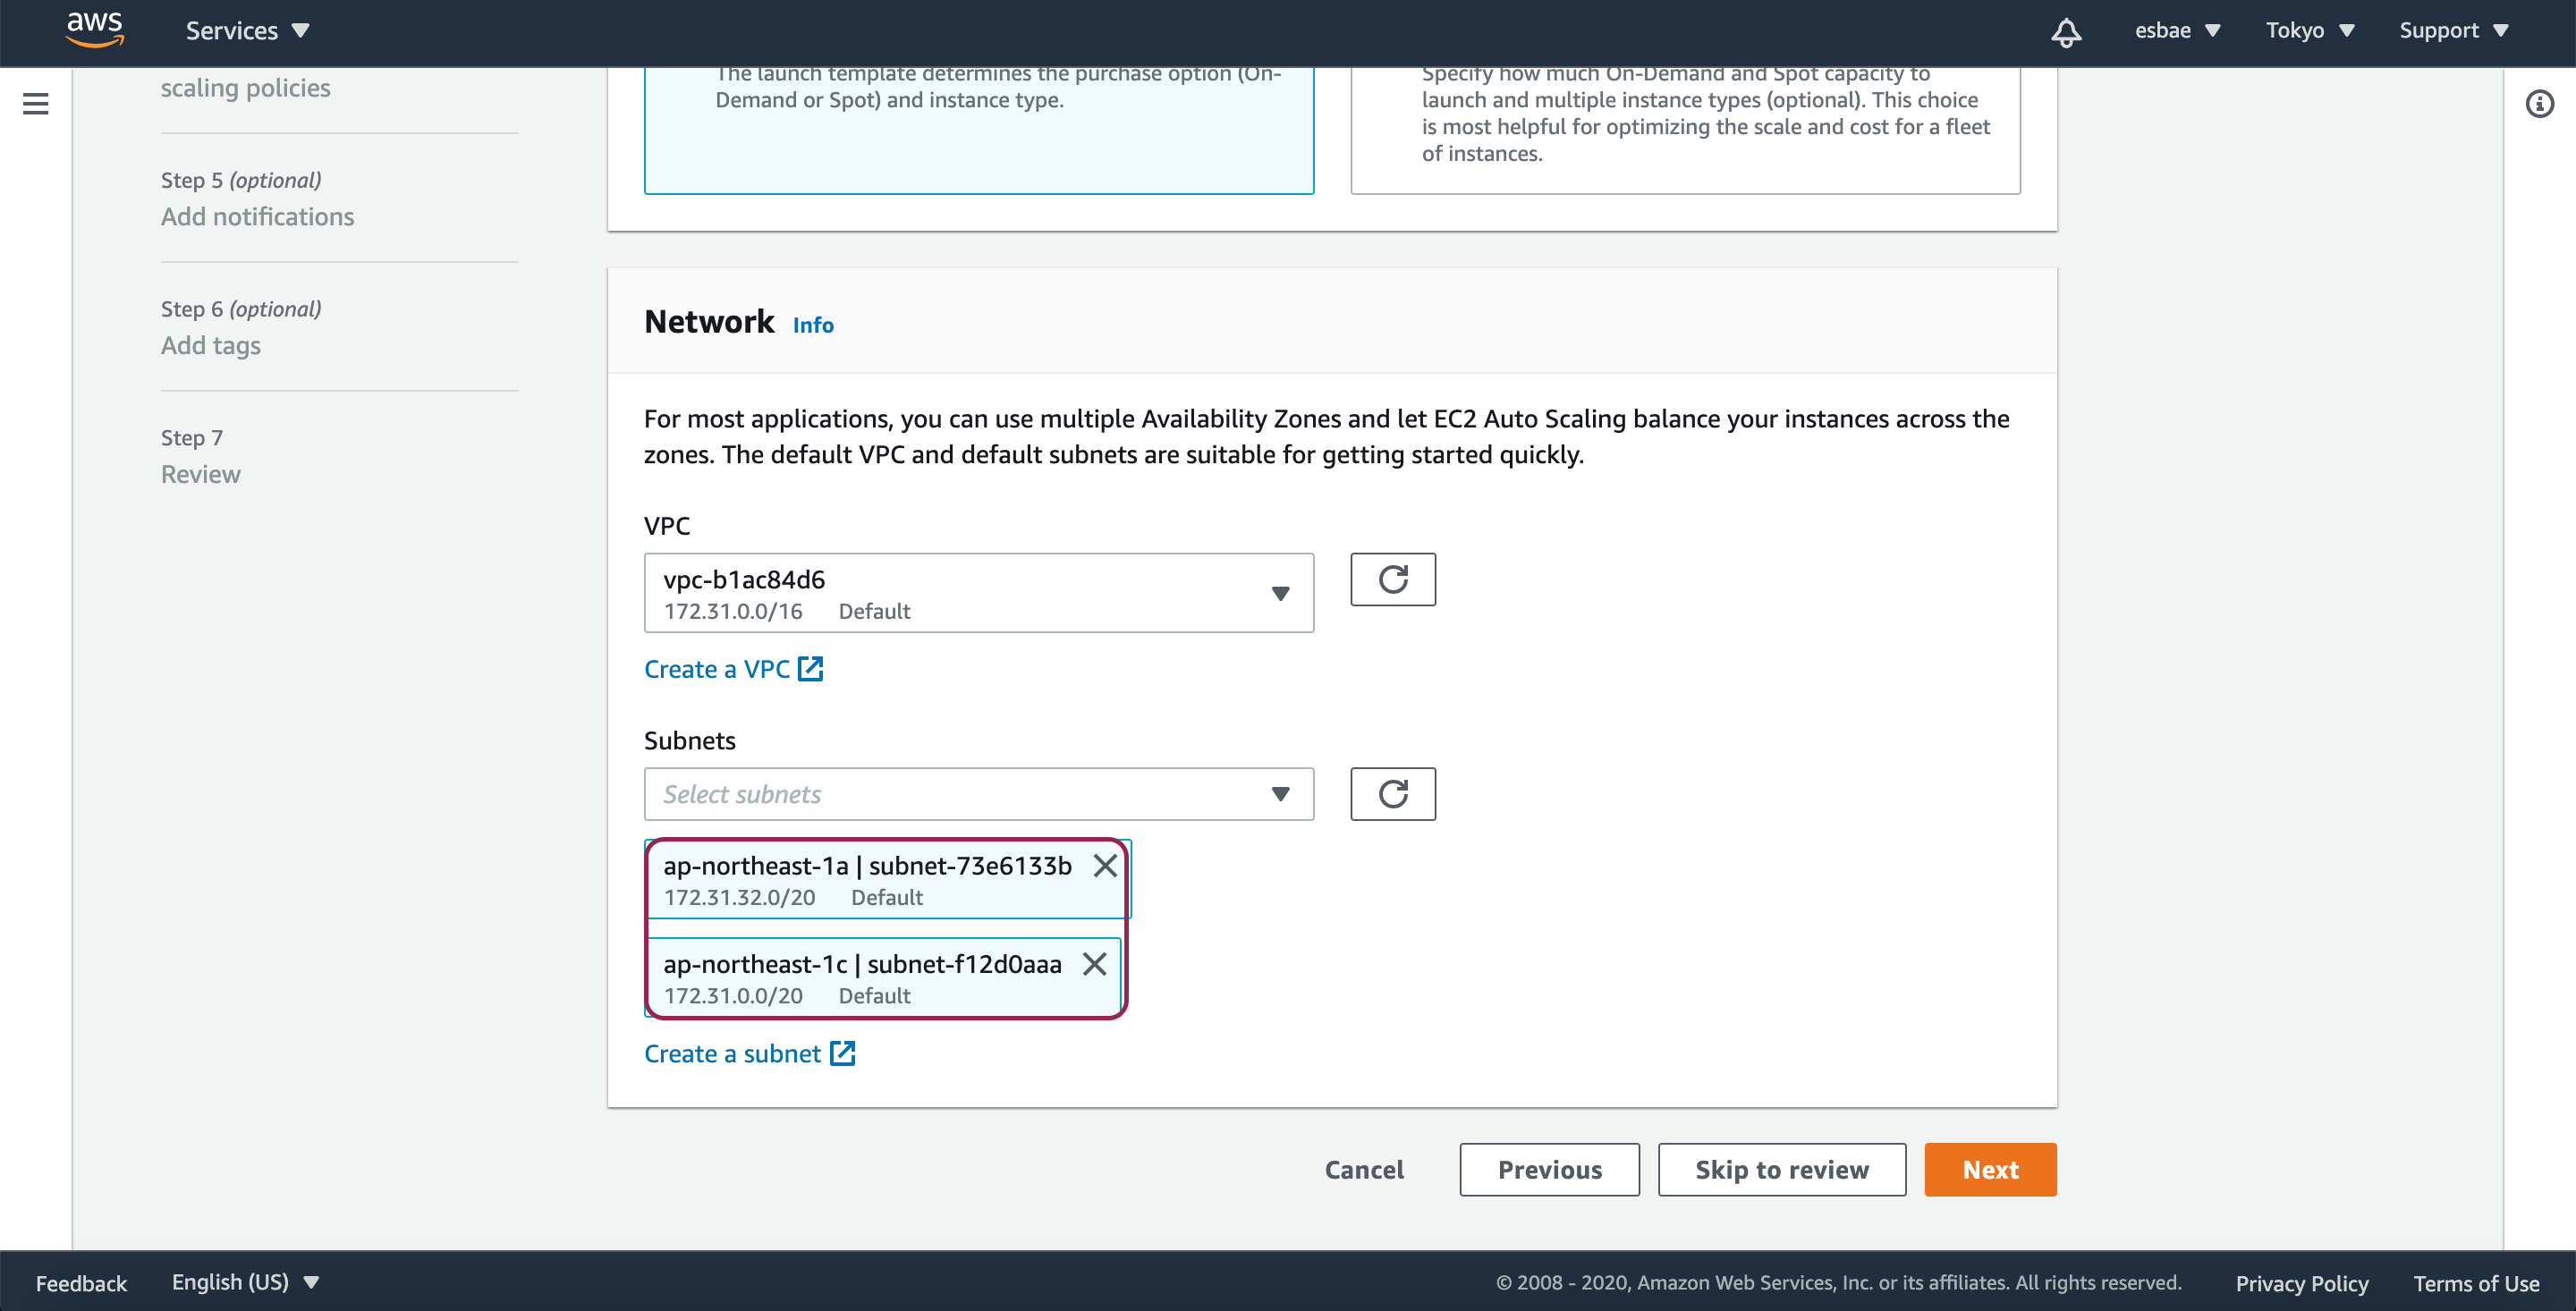 aws
Services
esbae
Tokyo
Support
scaling policies
Step 5 (optional)
Add notifications
Step 6 (optional)
Add tags
Step 7
Review
The launch template determines the purchase option (On-
Demand or Spot) and instance type.
Specify how much On-Demand and Spot capacity to
launch and multiple instance types (optional). This choice
is most helpful for optimizing the scale and cost for a fleet
of instances.
Network Info
For most applications, you can use multiple Availability Zones and let EC2 Auto Scaling balance your instances across the
zones. The default VPC and default subnets are suitable for getting started quickly.
VPC
vpc-b1ac84d6
172.31.0.0/16 Default
Create a VPC
Subnets
Select subnets
ap-northeast-1a | subnet-73e6133b
172.31.32.0/20 Default
ap-northeast-1c | subnet-f12d0aaa
172.31.0.0/20 Default
Create a subnet
Cancel
Previous
Skip to review
Next
Feedback
English (US)
© 2008 - 2020, Amazon Web Services, Inc. or its affiliates. All rights reserved.
Privacy Policy
Terms of Use